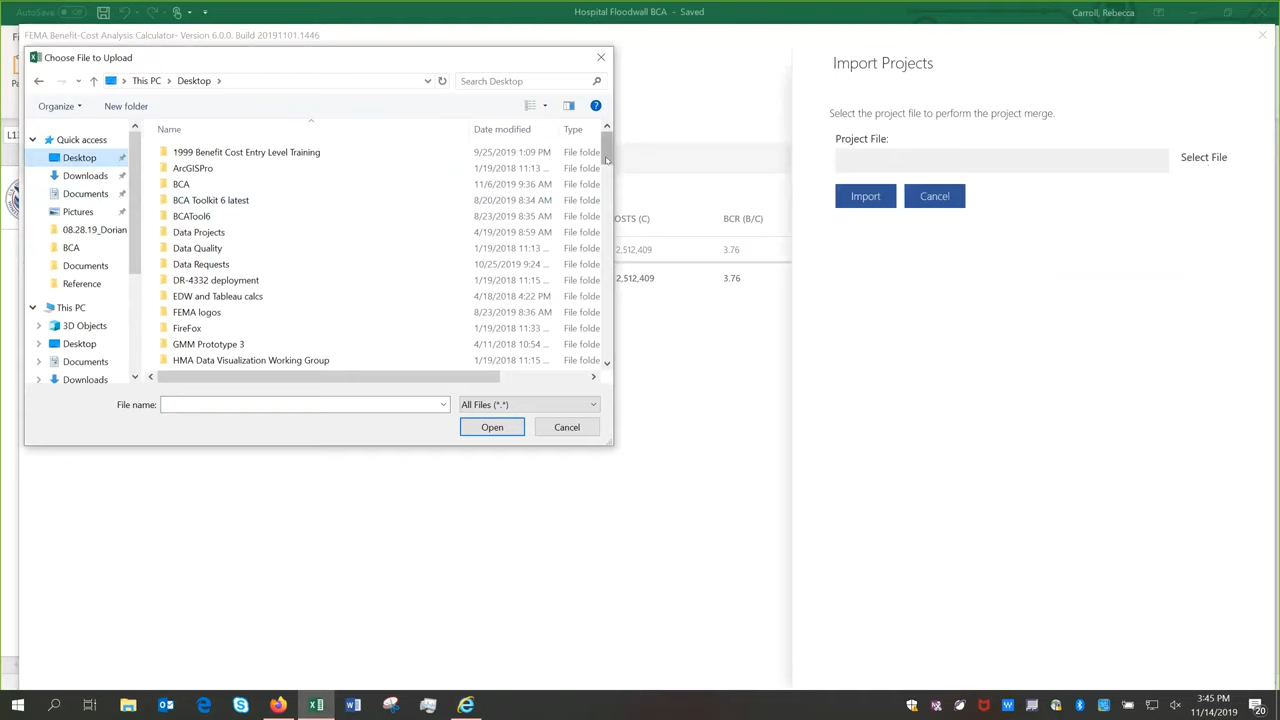 AutoSave Off
Hospital Floodwall BCA - Saved
Carroll, Rebecca
FEMA Benefit-Cost Analysis Calculator- Version 6.0.0. Build 20191101.1446
Choose File to Upload
This PC > Desktop >
Search Desktop
Organize
New folder
Name
Date modified
Type
Quick access
Desktop
Downloads
Documents
Pictures
08.28.19_Dorian
BCA
Documents
Reference
This PC
3D Objects
Desktop
Documents
Downloads
1999 Benefit Cost Entry Level Training 9/25/2019 1:09 PM File folde
ArcGISPro 1/19/2018 11:13 ... File folde
BCA 11/6/2019 9:36 AM File folde
BCA Toolkit 6 latest 8/20/2019 8:34 AM File folde
BCATool6 8/23/2019 8:35 AM File folde
Data Projects 4/19/2019 8:59 AM File folde
Data Quality 1/19/2018 11:13 ... File folde
Data Requests 10/25/2019 9:24 ... File folde
DR-4332 deployment 1/19/2018 11:15 ... File folde
EDW and Tableau calcs 4/18/2018 4:22 PM File folde
FEMA logos 8/23/2019 8:36 AM File folde
FireFox 1/19/2018 11:33 ... File folde
GMM Prototype 3 4/11/2018 10:54 ... File folde
HMA Data Visualization Working Group 1/19/2018 11:15 ... File folde
File name:
All Files (*.*)
Open
Cancel
OSTS (C)
BCR (B/C)
2,512,409
3.76
2,512,409
3.76
Import Projects
Select the project file to perform the project merge.
Project File:
Select File
Import
Cancel
3:45 PM
11/14/2019
20